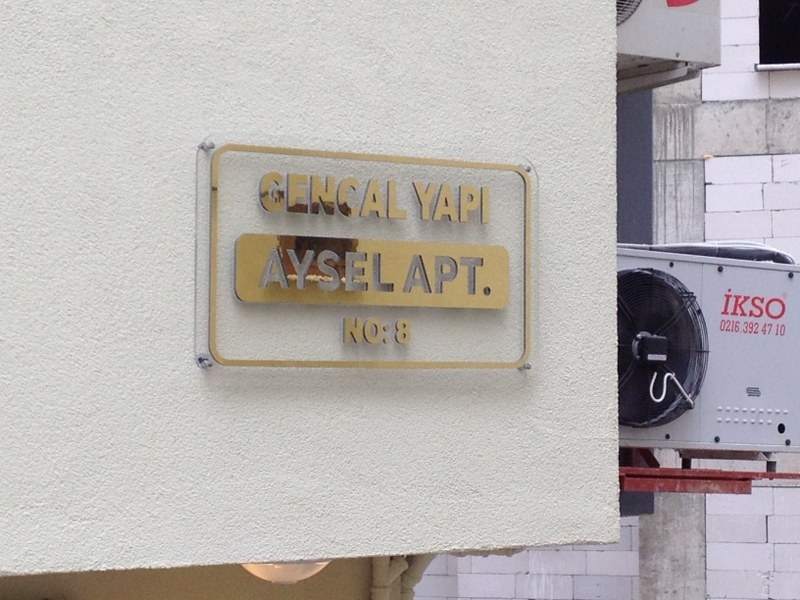 GENCAL YAPI
AYSEL APT.
NO: 8
İKSO
0216 392 47 10